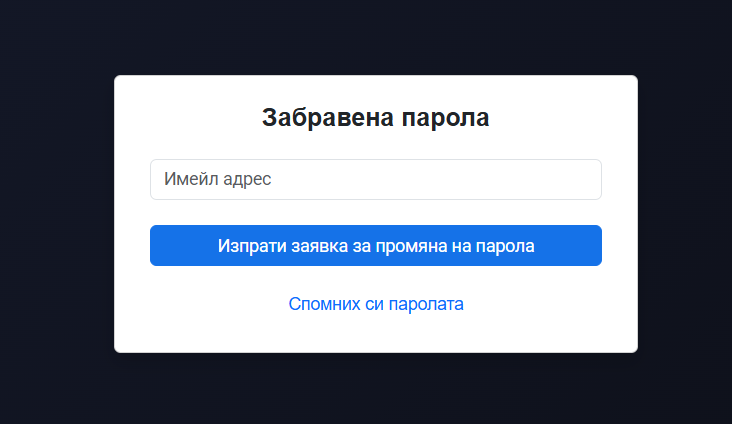 Забравена парола
Имейл адрес
Изпрати заявка за промяна на парола
Спомних си паролата